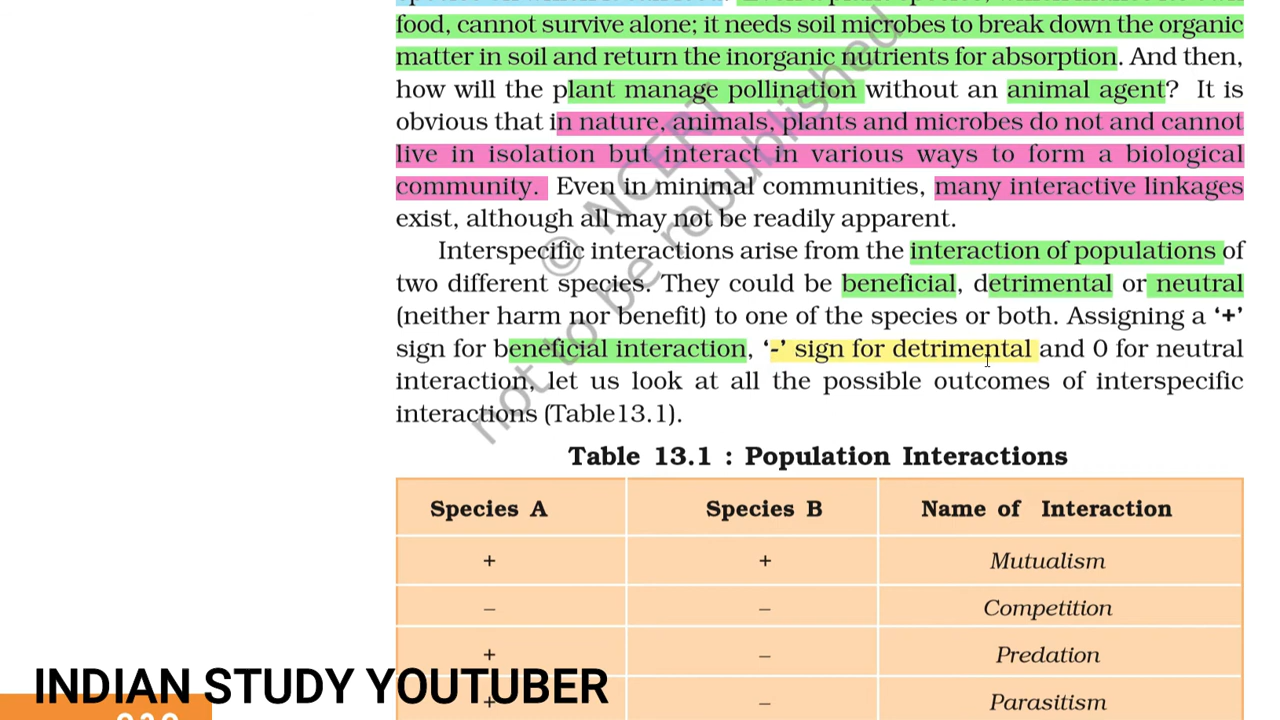 food, cannot survive alone; it needs soil microbes to break down the organic
matter in soil and return the inorganic nutrients for absorption. And then,
how will the plant manage pollination without an animal agent? It is
obvious that in nature, animals, plants and microbes do not and cannot
live in isolation but interact in various ways to form a biological
community. Even in minimal communities, many interactive linkages
exist, although all may not be readily apparent.
Interspecific interactions arise from the interaction of populations of
two different species. They could be beneficial, detrimental or neutral
(neither harm nor benefit) to one of the species or both. Assigning a ‘+’
sign for beneficial interaction, ‘-’ sign for detrimental and 0 for neutral
interaction, let us look at all the possible outcomes of interspecific
interactions (Table13.1).
© NCERT
not to be republished
Table 13.1 : Population Interactions
Species A Species B Name of Interaction
+ + Mutualism
– – Competition
+ – Predation
+ – Parasitism
INDIAN STUDY YOUTUBER